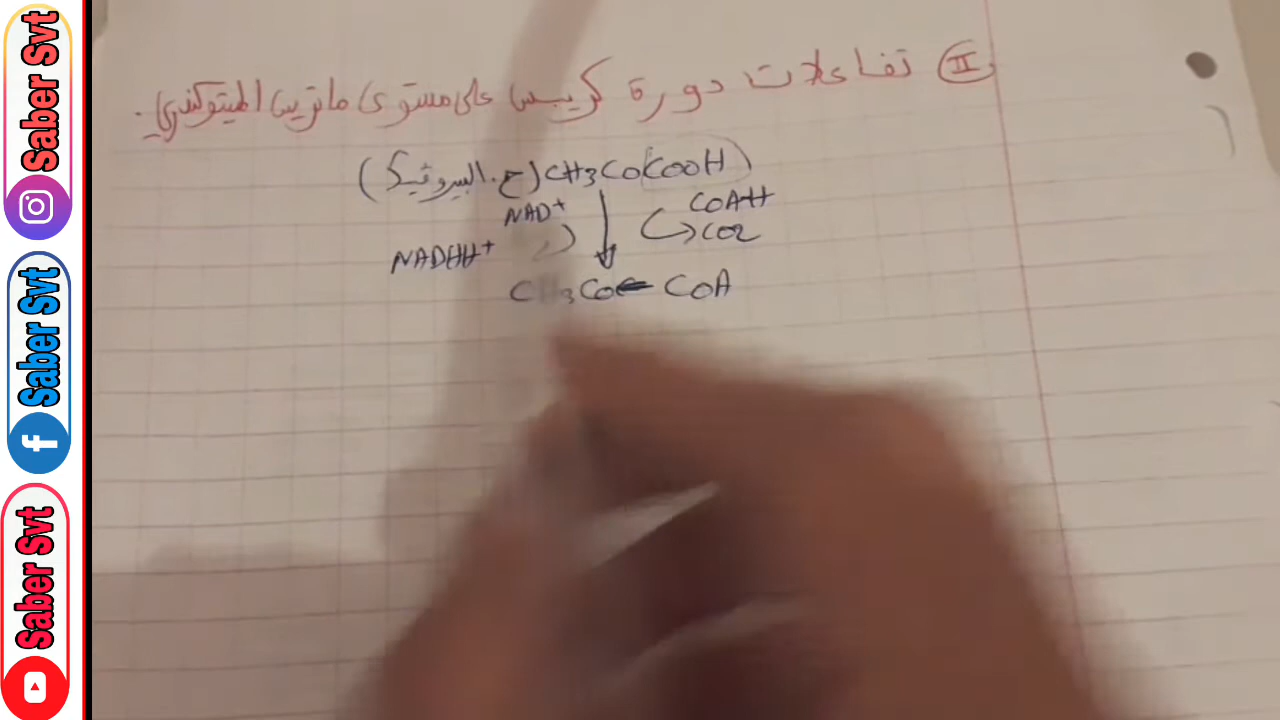 II تفاعلات دورة كريبس على مستوى ماتريس الميتوكندري.
(ح. البيروفيك) CH3COCOOH
NAD+ COAH
NADHH+ CO2
CH3CO CoA
Saber Svt
Saber Svt
Saber Svt